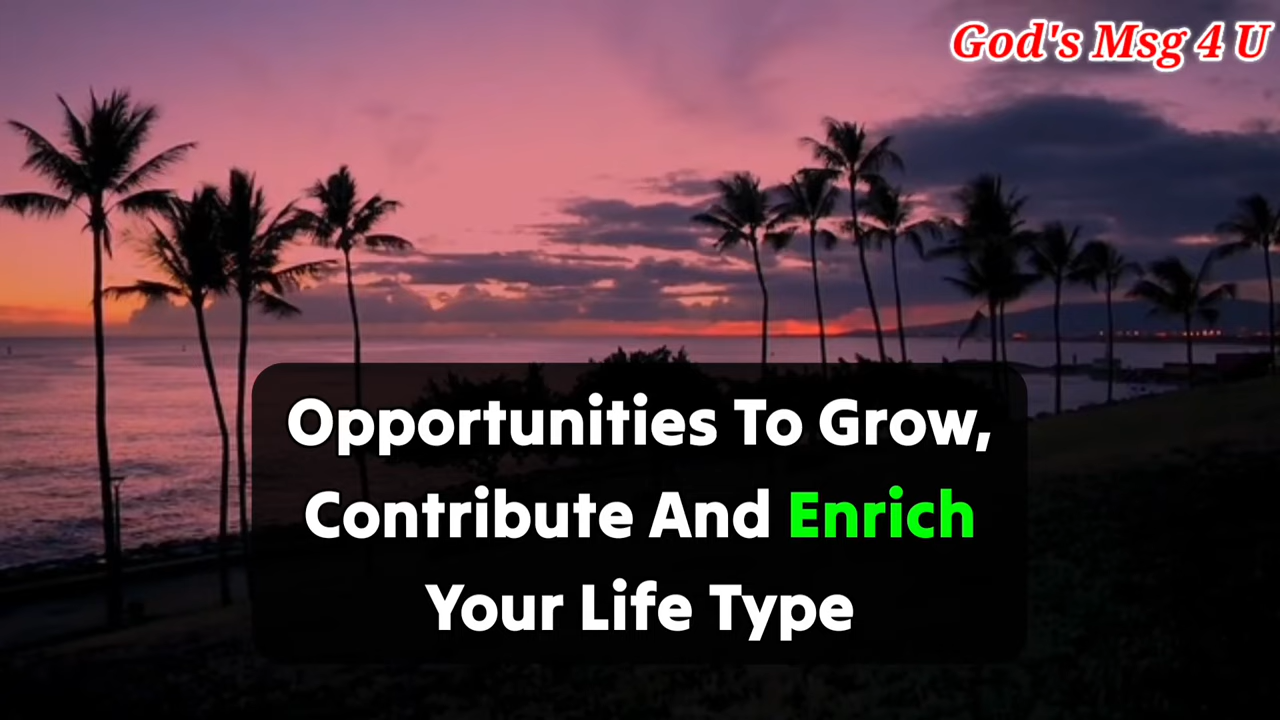 God's Msg 4 U
Opportunities To Grow,
Contribute And Enrich
Your Life Type